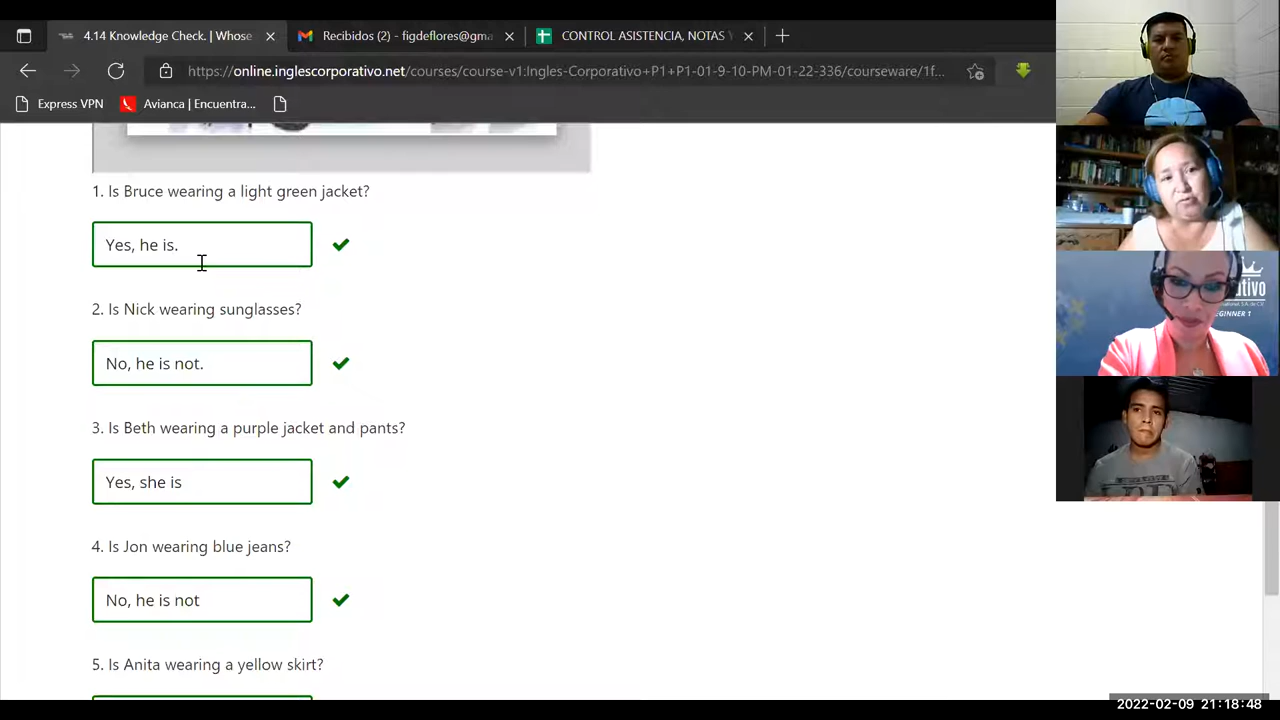 4.14 Knowledge Check. | Whose
Recibidos (2) - figdeflores@gma
CONTROL ASISTENCIA, NOTAS Y
https://online.inglescorporativo.net/courses/course-v1:Ingles-Corporativo+P1+P1-01-9-10-PM-01-22-336/courseware/1f...
Express VPN
Avianca | Encuentra...
1. Is Bruce wearing a light green jacket?
Yes, he is.
2. Is Nick wearing sunglasses?
No, he is not.
3. Is Beth wearing a purple jacket and pants?
Yes, she is
4. Is Jon wearing blue jeans?
No, he is not
5. Is Anita wearing a yellow skirt?
ativo
EGINNER 1
2022-02-09 21:18:48